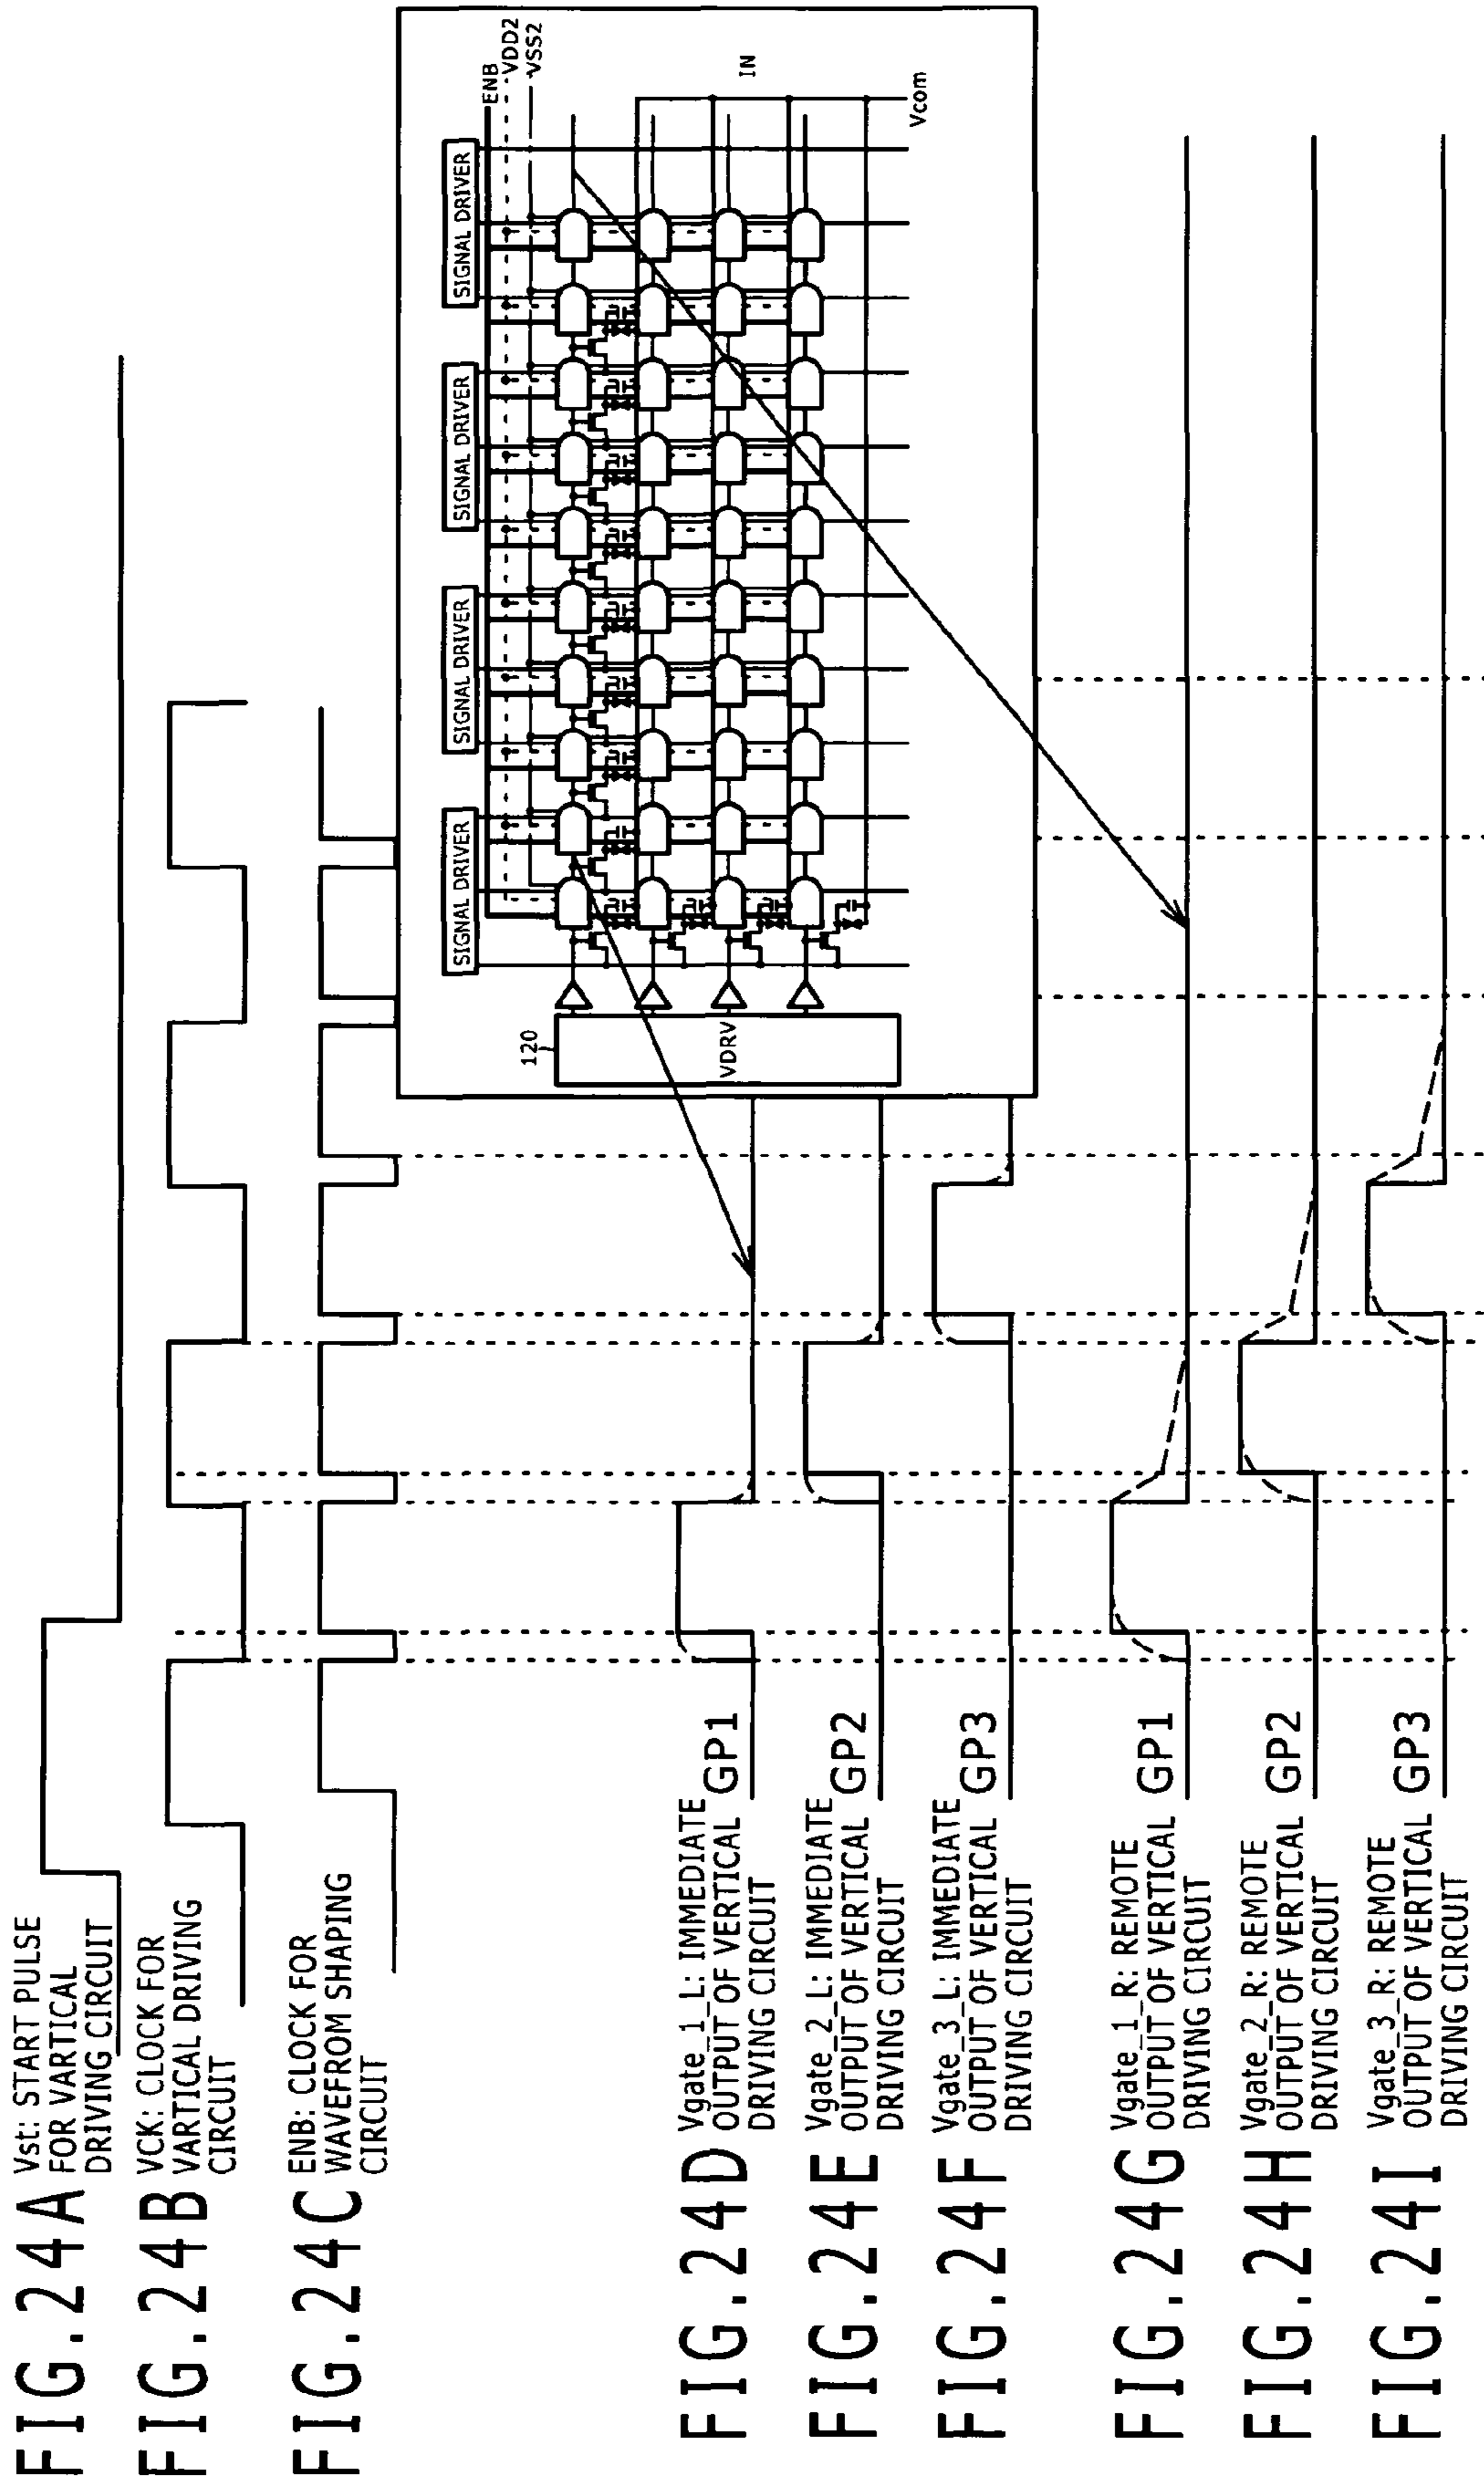 FIG.24A
Vst: START PULSE
FOR VARTICAL
DRIVING CIRCUIT
FIG.24B
VCK: CLOCK FOR
VARTICAL DRIVING
CIRCUIT
FIG.24C
ENB: CLOCK FOR
WAVEFROM SHAPING
CIRCUIT
SIGNAL DRIVER
SIGNAL DRIVER
SIGNAL DRIVER
SIGNAL DRIVER
ENB
VDD2
VSS2
120
VDRV
IN
Vcom
FIG.24D
Vgate_1_L: IMMEDIATE
OUTPUT OF VERTICAL
DRIVING CIRCUIT
GP1
FIG.24E
Vgate_2_L: IMMEDIATE
OUTPUT OF VERTICAL
DRIVING CIRCUIT
GP2
FIG.24F
Vgate_3_L: IMMEDIATE
OUTPUT OF VERTICAL
DRIVING CIRCUIT
GP3
FIG.24G
Vgate_1_R: REMOTE
OUTPUT OF VERTICAL
DRIVING CIRCUIT
GP1
FIG.24H
Vgate_2_R: REMOTE
OUTPUT OF VERTICAL
DRIVING CIRCUIT
GP2
FIG.24I
Vgate_3_R: REMOTE
OUTPUT OF VERTICAL
DRIVING CIRCUIT
GP3